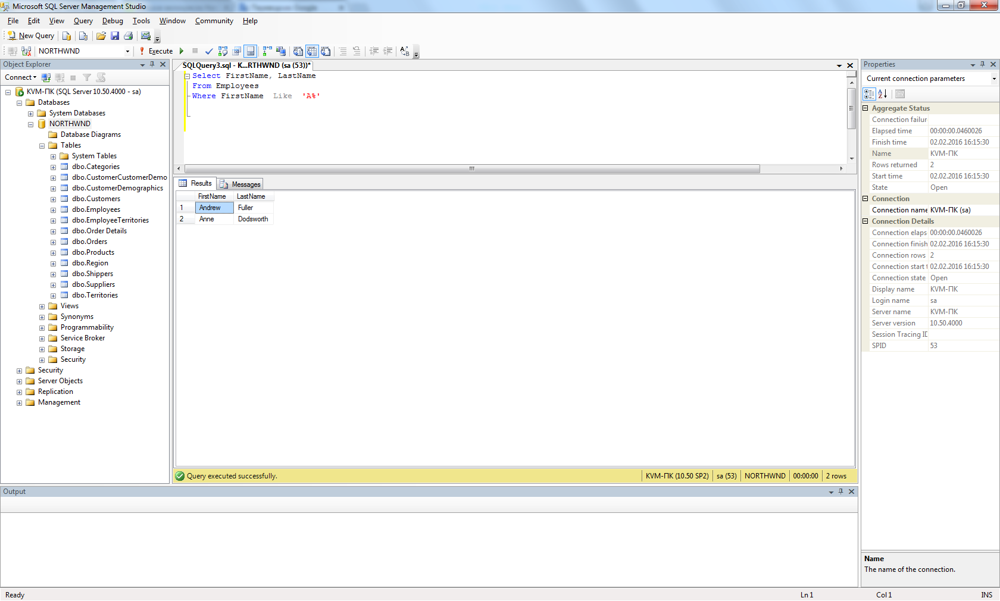 Microsoft SQL Server Management Studio
File Edit View Query Debug Tools Window Community Help
New Query
NORTHWND Execute
Object Explorer
Connect
KVM-ПК (SQL Server 10.50.4000 - sa)
Databases
System Databases
NORTHWND
Database Diagrams
Tables
System Tables
dbo.Categories
dbo.CustomerCustomerDemo
dbo.CustomerDemographics
dbo.Customers
dbo.Employees
dbo.EmployeeTerritories
dbo.Order Details
dbo.Orders
dbo.Products
dbo.Region
dbo.Shippers
dbo.Suppliers
dbo.Territories
Views
Synonyms
Programmability
Service Broker
Storage
Security
Security
Server Objects
Replication
Management
SQLQuery3.sql - K...RTHWND (sa (53))*
Select FirstName, LastName
From Employees
Where FirstName Like 'A%'
Results Messages
FirstName LastName
1 Andrew Fuller
2 Anne Dodsworth
Query executed successfully. KVM-ПК (10.50 SP2) sa (53) NORTHWND 00:00:00 2 rows
Properties
Current connection parameters
Aggregate Status
Connection failur
Elapsed time 00:00:00.0460026
Finish time 02.02.2016 16:15:30
Name KVM-ПК
Rows returned 2
Start time 02.02.2016 16:15:30
State Open
Connection
Connection name KVM-ПК (sa)
Connection Details
Connection elaps 00:00:00.0460026
Connection finish 02.02.2016 16:15:30
Connection rows 2
Connection start t 02.02.2016 16:15:30
Connection state Open
Display name KVM-ПК
Login name sa
Server name KVM-ПК
Server version 10.50.4000
Session Tracing ID
SPID 53
Name
The name of the connection.
Output
Ready Ln 1 Col 1 INS